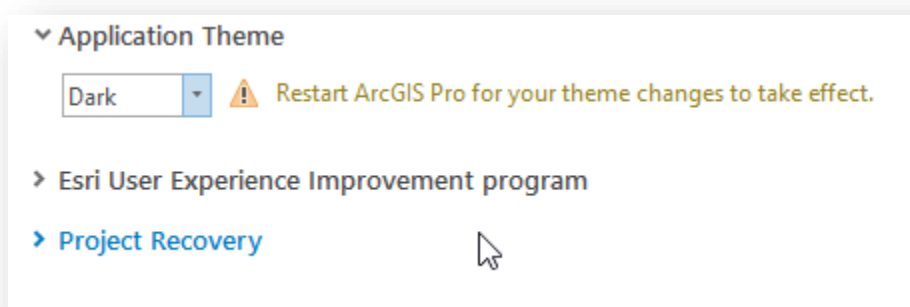 Application Theme
Dark
Restart ArcGIS Pro for your theme changes to take effect.
Esri User Experience Improvement program
Project Recovery